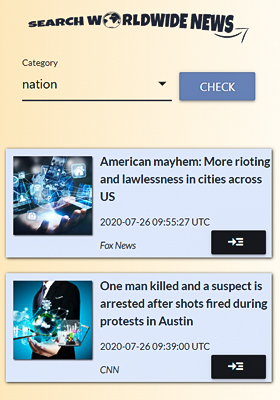 SEARCH WORLDWIDE NEWS
Category
nation
CHECK
American mayhem: More rioting
and lawlessness in cities across
US
2020-07-26 09:55:27 UTC
Fox News
One man killed and a suspect is
arrested after shots fired during
protests in Austin
2020-07-26 09:39:00 UTC
CNN